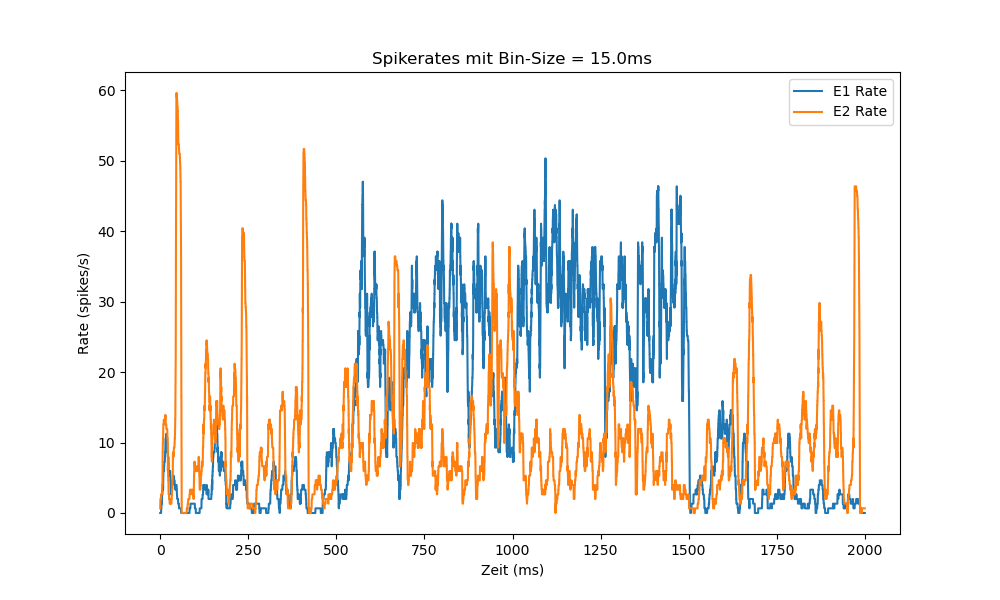 Spikerates mit Bin-Size = 15.0ms
E1 Rate
E2 Rate
60
50
40
30
20
10
0
Rate (spikes/s)
0 250 500 750 1000 1250 1500 1750 2000
Zeit (ms)